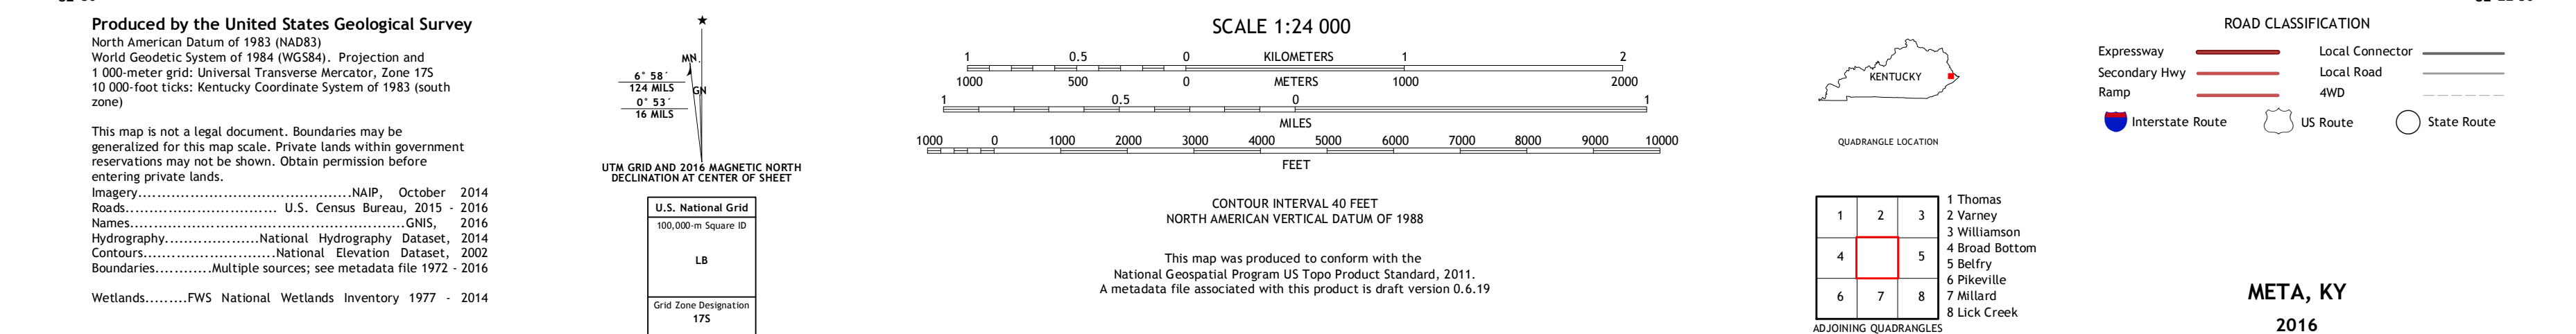 Produced by the United States Geological Survey
North American Datum of 1983 (NAD83)
World Geodetic System of 1984 (WGS84). Projection and
1 000-meter grid: Universal Transverse Mercator, Zone 17S
10 000-foot ticks: Kentucky Coordinate System of 1983 (south
zone)
This map is not a legal document. Boundaries may be
generalized for this map scale. Private lands within government
reservations may not be shown. Obtain permission before
entering private lands.
Imagery...........................................NAIP, October 2014
Roads............................ U.S. Census Bureau, 2015 - 2016
Names..............................................GNIS, 2016
Hydrography....................National Hydrography Dataset, 2014
Contours............................National Elevation Dataset, 2002
Boundaries............Multiple sources; see metadata file 1972 - 2016
Wetlands.........FWS National Wetlands Inventory 1977 - 2014
MN
6° 58´
124 MILS
GN
0° 53´
16 MILS
UTM GRID AND 2016 MAGNETIC NORTH
DECLINATION AT CENTER OF SHEET
U.S. National Grid
100,000-m Square ID
LB
Grid Zone Designation
17S
SCALE 1:24 000
1 0.5 0 KILOMETERS 1 2
1000 500 0 METERS 1000 2000
1 0.5 0 1
MILES
1000 0 1000 2000 3000 4000 5000 6000 7000 8000 9000 10000
FEET
CONTOUR INTERVAL 40 FEET
NORTH AMERICAN VERTICAL DATUM OF 1988
This map was produced to conform with the
National Geospatial Program US Topo Product Standard, 2011.
A metadata file associated with this product is draft version 0.6.19
KENTUCKY
QUADRANGLE LOCATION
1 2 3
4 5
6 7 8
1 Thomas
2 Varney
3 Williamson
4 Broad Bottom
5 Belfry
6 Pikeville
7 Millard
8 Lick Creek
ADJOINING QUADRANGLES
ROAD CLASSIFICATION
Expressway Local Connector
Secondary Hwy Local Road
Ramp 4WD
Interstate Route US Route State Route
META, KY
2016